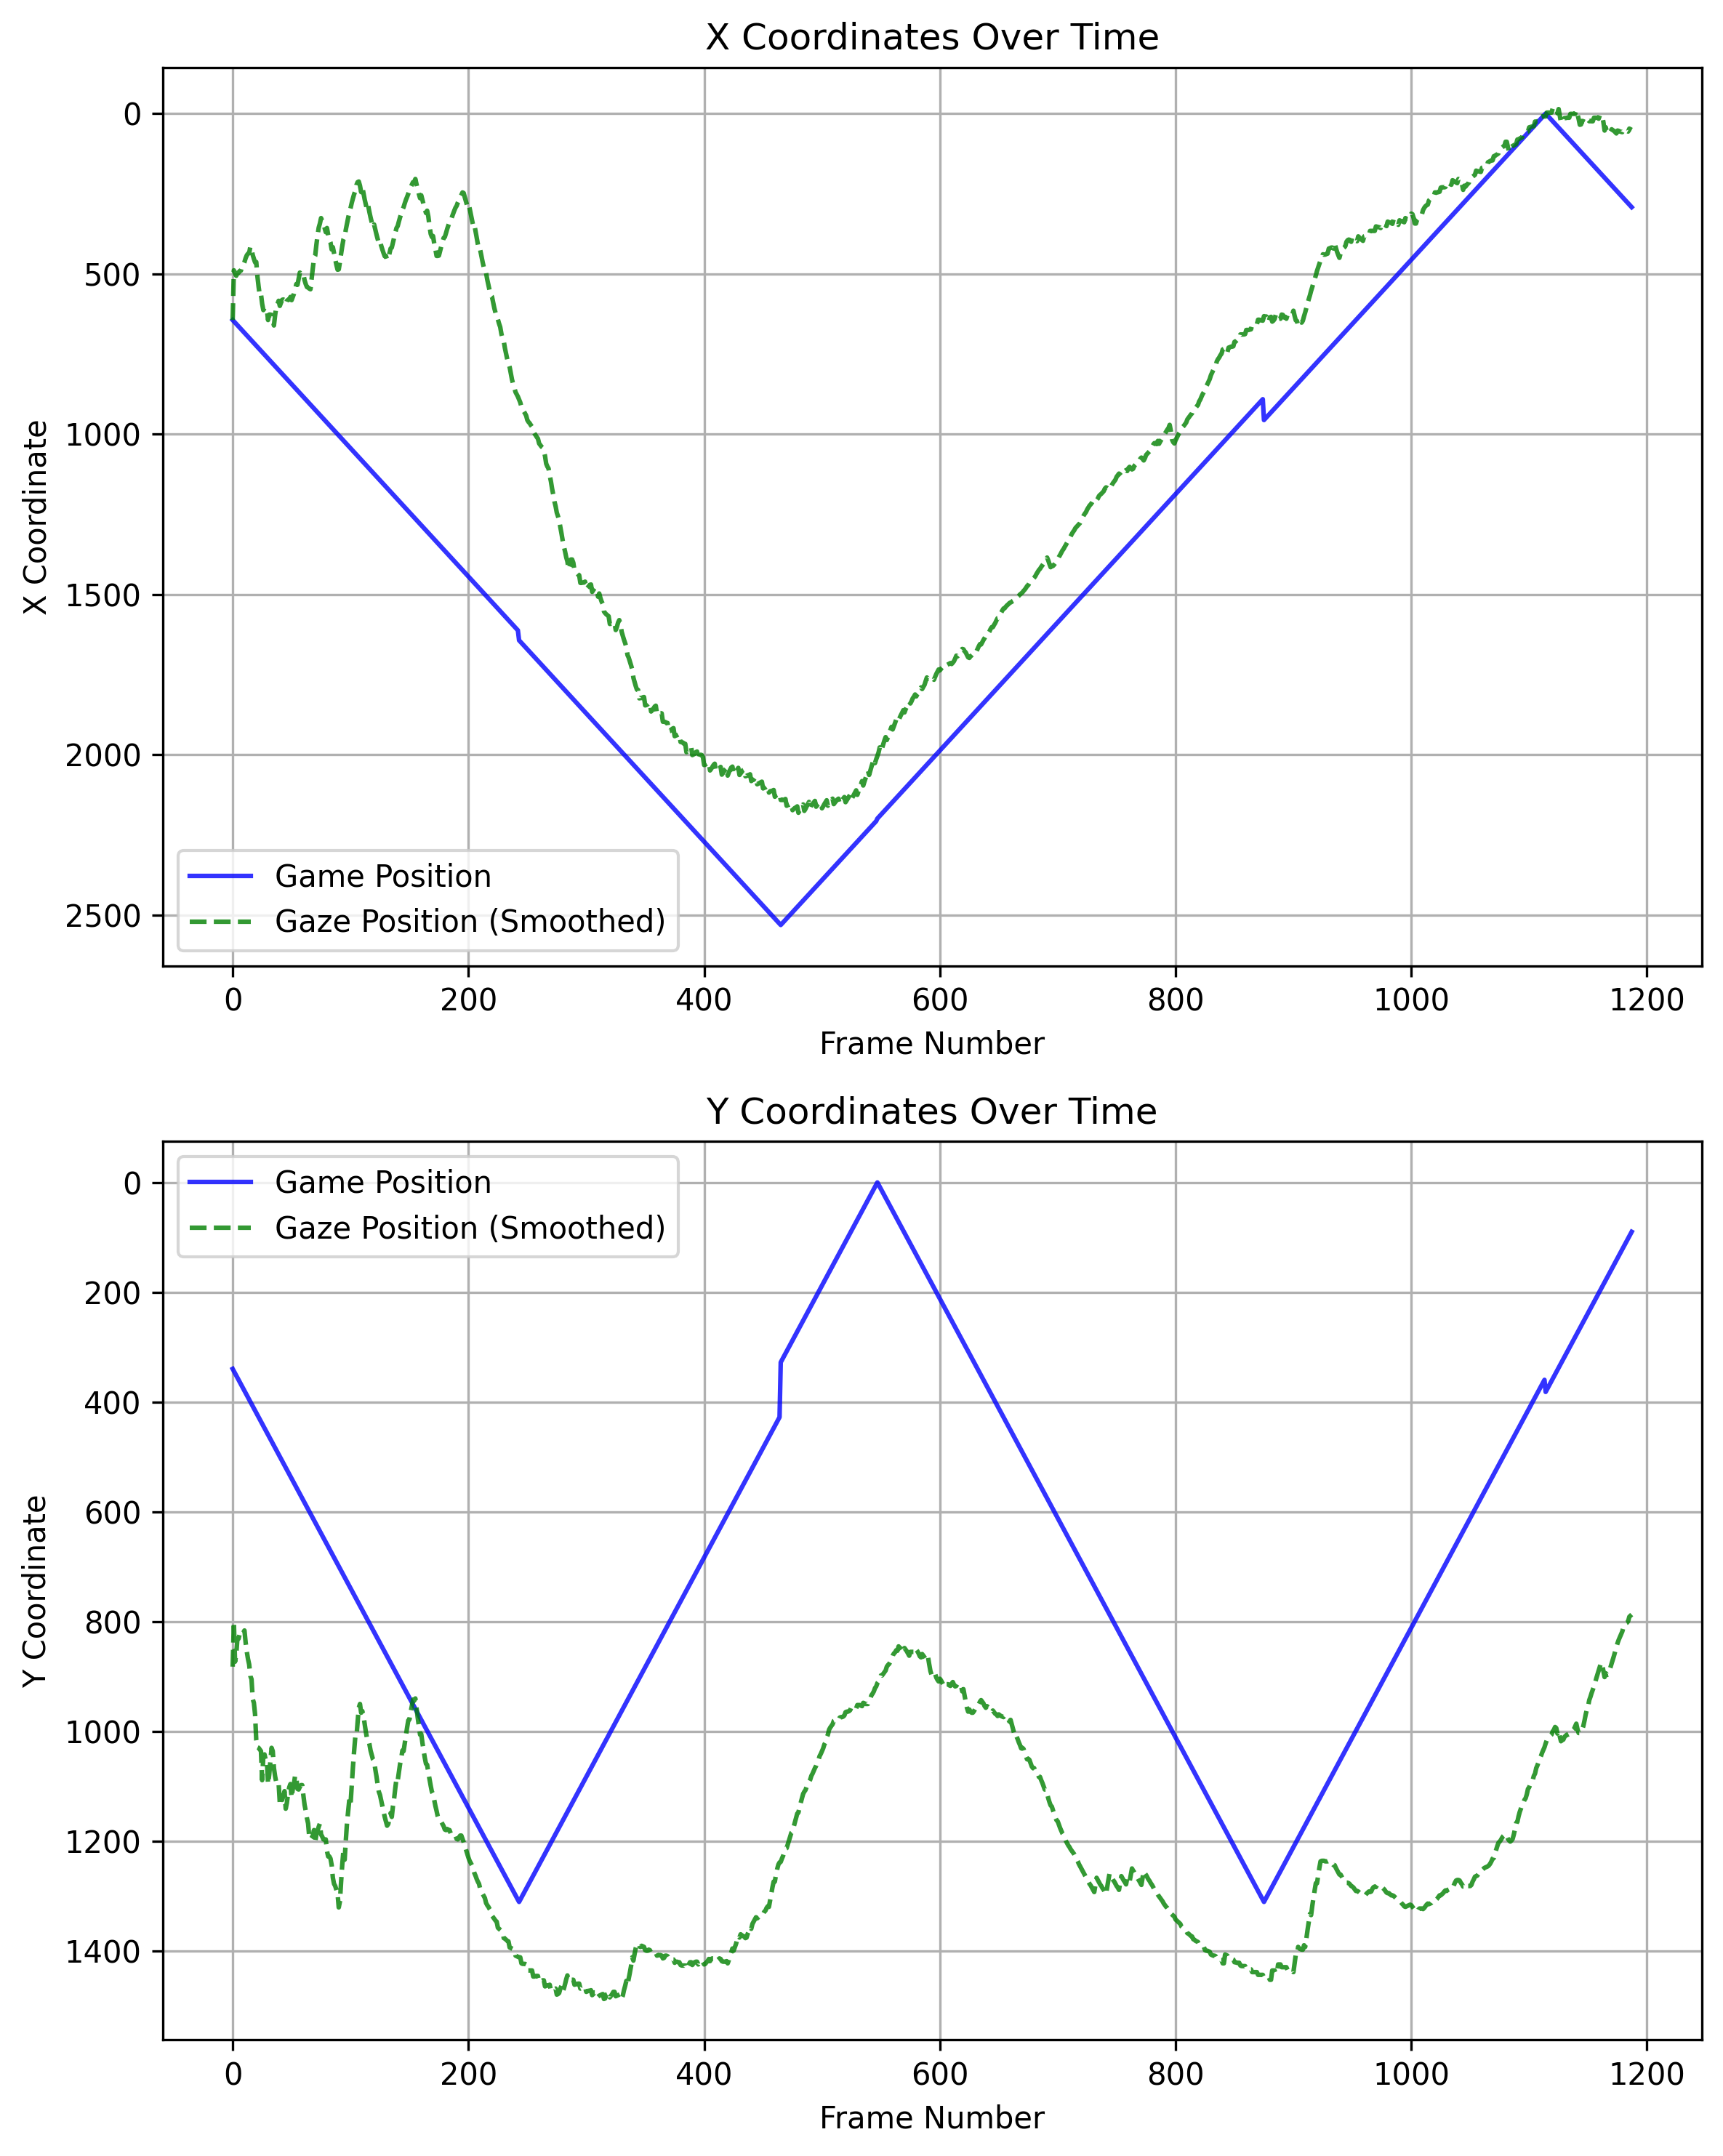 X Coordinates Over Time
0
500
1000
1500
2000
2500
X Coordinate
Game Position
Gaze Position (Smoothed)
0 200 400 600 800 1000 1200
Frame Number
Y Coordinates Over Time
Game Position
Gaze Position (Smoothed)
0
200
400
600
800
1000
1200
1400
Y Coordinate
0 200 400 600 800 1000 1200
Frame Number